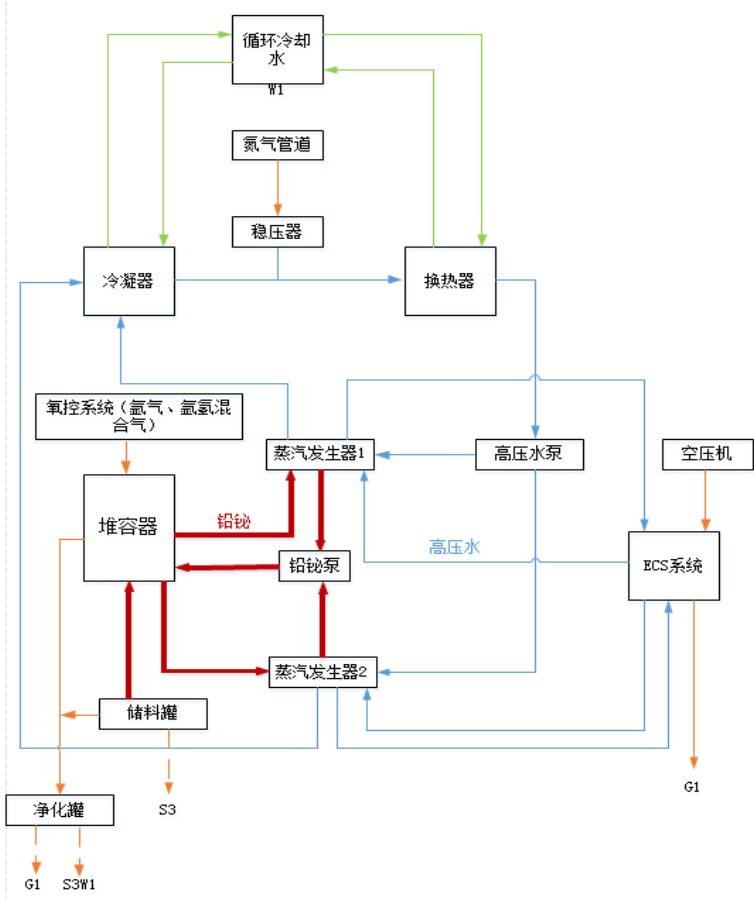 循环冷却
水
W1
氮气管道
稳压器
冷凝器
换热器
氧控系统（氩气、氩氢混
合气）
蒸汽发生器1
高压水泵
空压机
堆容器
铅铋
高压水
铅铋泵
ECS系统
蒸汽发生器2
储料罐
G1
S3
净化罐
G1
S3W1